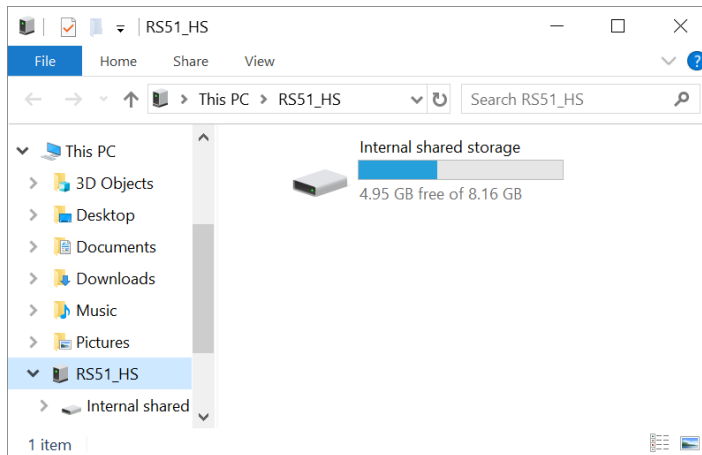 RS51_HS
File Home Share View
?
This PC > RS51_HS
Search RS51_HS
This PC
3D Objects
Desktop
Documents
Downloads
Music
Pictures
RS51_HS
Internal shared
Internal shared storage
4.95 GB free of 8.16 GB
1 item